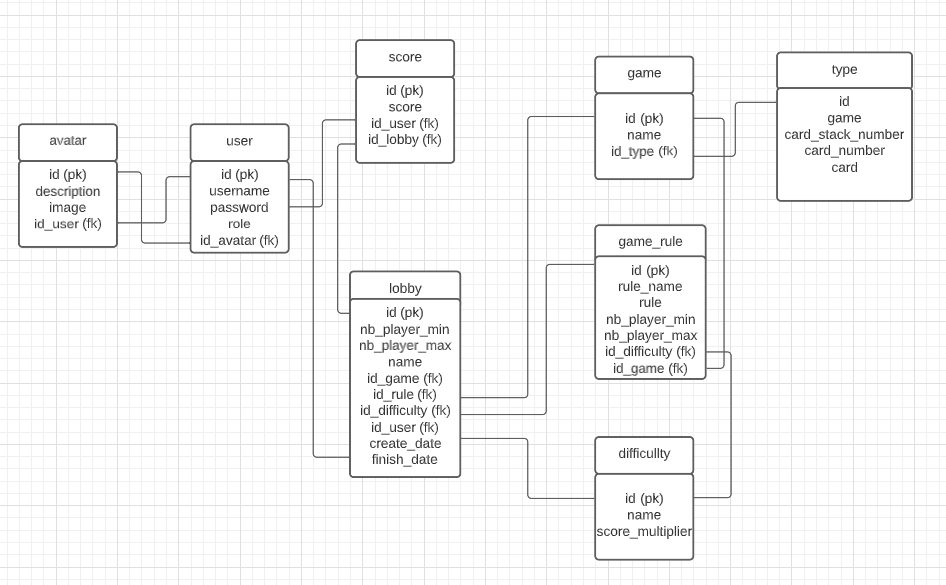 avatar
id (pk)
description
image
id_user (fk)
user
id (pk)
username
password
role
id_avatar (fk)
score
id (pk)
score
id_user (fk)
id_lobby (fk)
lobby
id (pk)
nb_player_min
nb_player_max
name
id_game (fk)
id_rule (fk)
id_difficulty (fk)
id_user (fk)
create_date
finish_date
game
id (pk)
name
id_type (fk)
game_rule
id (pk)
rule_name
rule
nb_player_min
nb_player_max
id_difficulty (fk)
id_game (fk)
difficullty
id (pk)
name
score_multiplier
type
id
game
card_stack_number
card_number
card